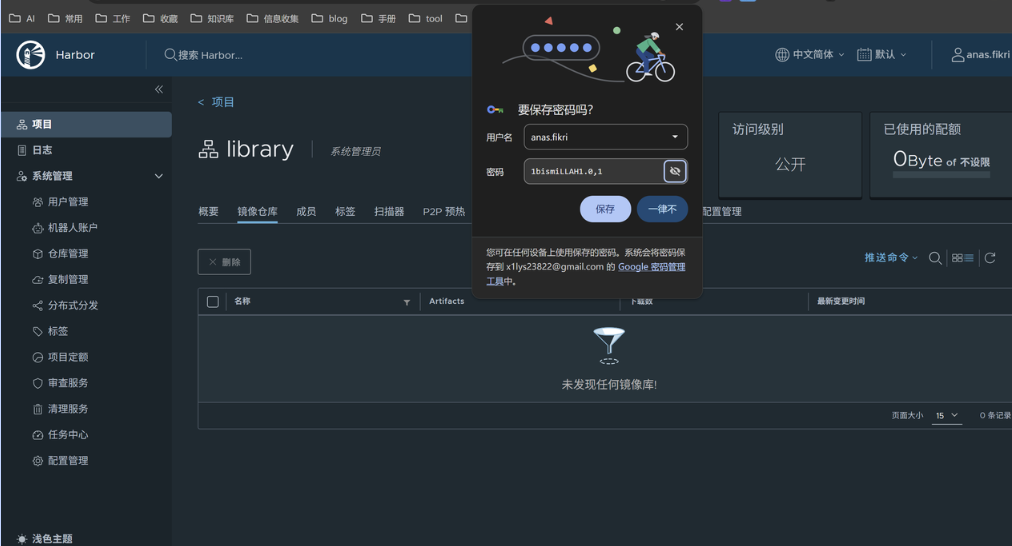 AI 常用 工作 收藏 知识库 信息收集 blog 手册 tool
Harbor
搜索 Harbor...
中文简体
默认
anas.fikri
要保存密码吗?
用户名 anas.fikri
密码 1bismiLLAH1.0,1
保存 一律不
您可在任何设备上使用保存的密码。系统会将密码保
存到 x1lys23822@gmail.com 的 Google 密码管理
工具中。
项目
日志
系统管理
用户管理
机器人账户
仓库管理
复制管理
分布式分发
标签
项目定额
审查服务
清理服务
任务中心
配置管理
浅色主题
< 项目
library 系统管理员
访问级别
公开
已使用的配额
0Byte of 不设限
概要 镜像仓库 成员 标签 扫描器 P2P 预热 配置管理
× 删除
推送命令
名称 Artifacts 下载数 最新变更时间
未发现任何镜像库!
页面大小 15 0 条记录